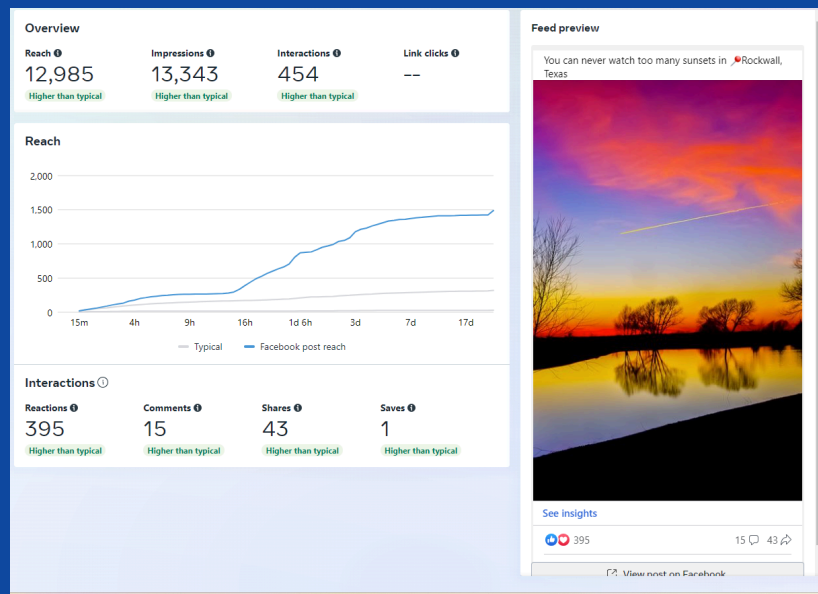 Overview
Reach
12,985
Higher than typical
Impressions
13,343
Higher than typical
Interactions
454
Higher than typical
Link clicks
--
Reach
2,000
1,500
1,000
500
0
15m 4h 9h 16h 1d 6h 3d 7d 17d
Typical Facebook post reach
Interactions
Reactions
395
Higher than typical
Comments
15
Higher than typical
Shares
43
Higher than typical
Saves
1
Higher than typical
Feed preview
You can never watch too many sunsets in 📍Rockwall,
Texas
See insights
395 15 43
View post on Facebook